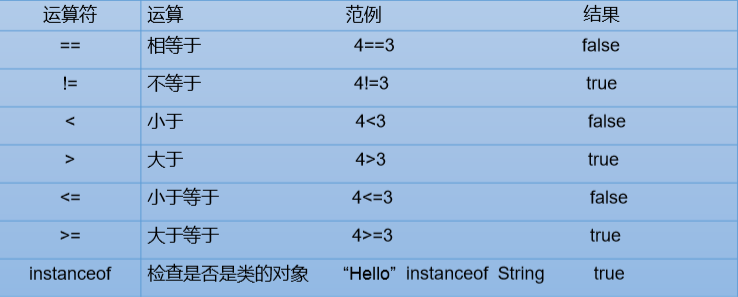 运算符 运算 范例 结果
== 相等于 4==3 false
!= 不等于 4!=3 true
< 小于 4<3 false
> 大于 4>3 true
<= 小于等于 4<=3 false
>= 大于等于 4>=3 true
instanceof 检查是否是类的对象 “Hello” instanceof String true